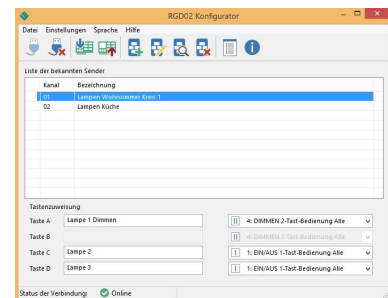 RGD02 Konfigurator
Datei Einstellungen Sprache Hilfe
Liste der bekannten Sender
Kanal Bezeichnung
01 Lampen Wohnzimmer Kreis 1
02 Lampen Küche
Tastenzuweisung
Taste A Lampe 1 Dimmen 4: DIMMEN 2-Tast-Bedienung Alle
Taste B 4: DIMMEN 2-Tast-Bedienung Alle
Taste C Lampe 2 1: EIN/AUS 1-Tast-Bedienung Alle
Taste D Lampe 3 1: EIN/AUS 1-Tast-Bedienung Alle
Status der Verbindung: Online